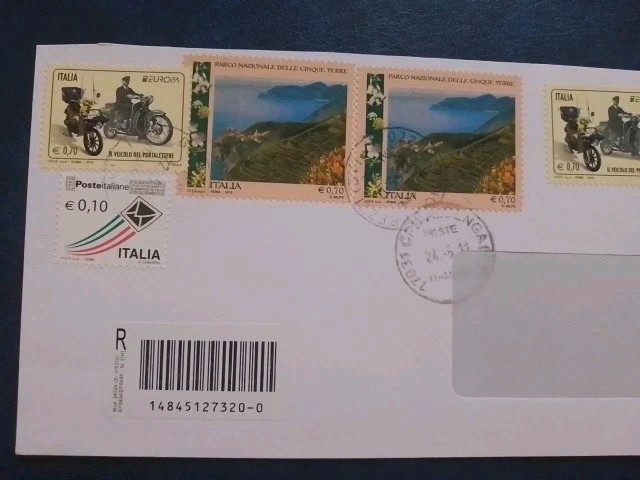 ITALIA EUROPA
€ 0,70 IL VEICOLO DEL PORTALETTERE
PARCO NAZIONALE DELLE CINQUE TERRE
ITALIA € 0,70
PARCO NAZIONALE DELLE CINQUE TERRE
ITALIA € 0,70
ITALIA
€ 0,70 IL VEICOLO DEL
Posteitaliane
€ 0,10
ITALIA
17031
R
14845127320-0